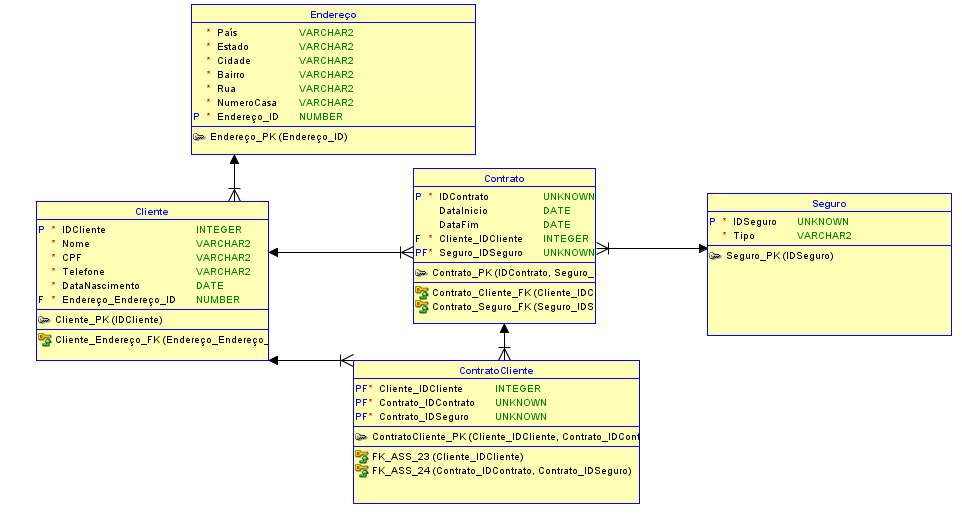 Endereço
* País VARCHAR2
* Estado VARCHAR2
* Cidade VARCHAR2
* Bairro VARCHAR2
* Rua VARCHAR2
* NumeroCasa VARCHAR2
P * Endereço_ID NUMBER
Endereço_PK (Endereço_ID)
Cliente
P * IDCliente INTEGER
* Nome VARCHAR2
* CPF VARCHAR2
* Telefone VARCHAR2
* DataNascimento DATE
F * Endereço_Endereço_ID NUMBER
Cliente_PK (IDCliente)
Cliente_Endereço_FK (Endereço_Endereço_
Contrato
P * IDContrato UNKNOWN
DataInicio DATE
DataFim DATE
F * Cliente_IDCliente INTEGER
PF* Seguro_IDSeguro UNKNOWN
Contrato_PK (IDContrato, Seguro_
Contrato_Cliente_FK (Cliente_IDC
Contrato_Seguro_FK (Seguro_IDS
Seguro
P * IDSeguro UNKNOWN
* Tipo VARCHAR2
Seguro_PK (IDSeguro)
ContratoCliente
PF* Cliente_IDCliente INTEGER
PF* Contrato_IDContrato UNKNOWN
PF* Contrato_IDSeguro UNKNOWN
ContratoCliente_PK (Cliente_IDCliente, Contrato_IDCont
FK_ASS_23 (Cliente_IDCliente)
FK_ASS_24 (Contrato_IDContrato, Contrato_IDSeguro)